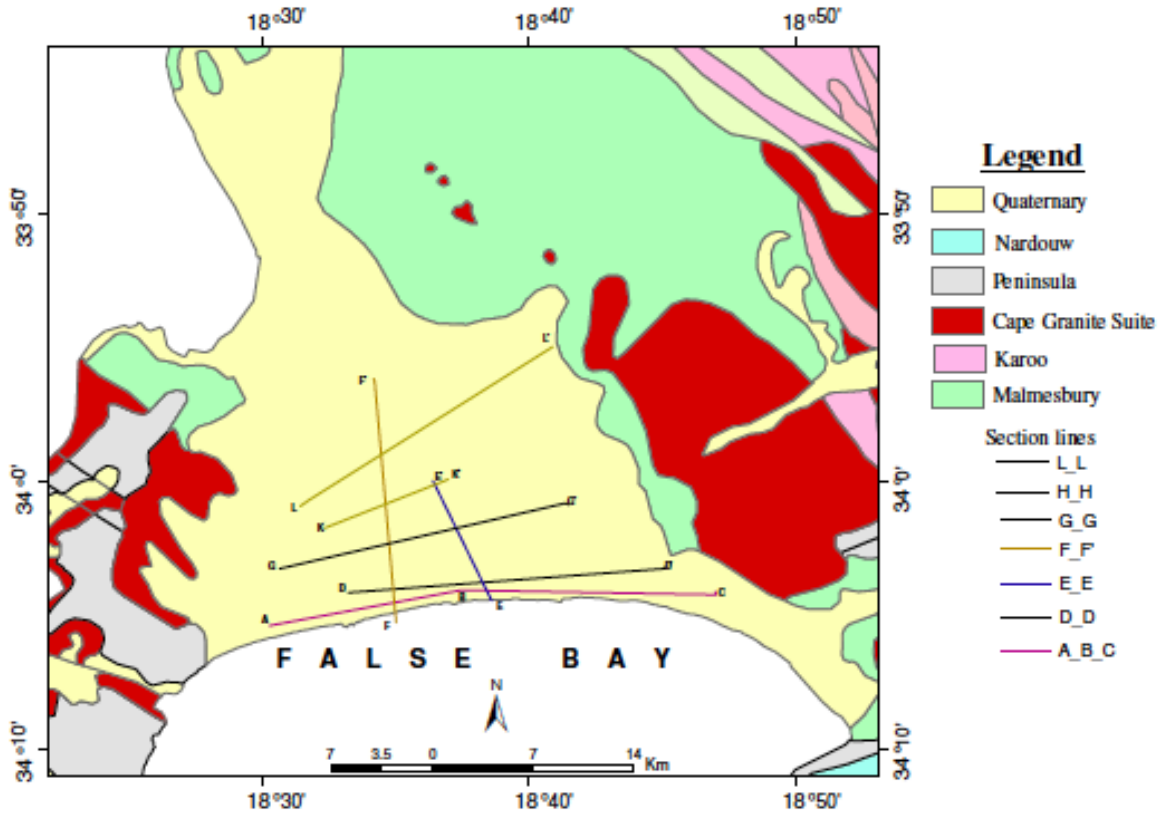 18°30' 18°40' 18°50'
33°50'
33°50'
34°0'
34°0'
34°10'
34°10'
F'
L'
L
E'
K'
K
G'
G
D'
D
B
C
E
A
F
FALSE BAY
N
7 3.5 0 7 14
Km
18°30' 18°40' 18°50'
Legend
Quaternary
Nardouw
Peninsula
Cape Granite Suite
Karoo
Malmesbury
Section lines
L_L
H_H
G_G
F_F'
E_E
D_D
A_B_C